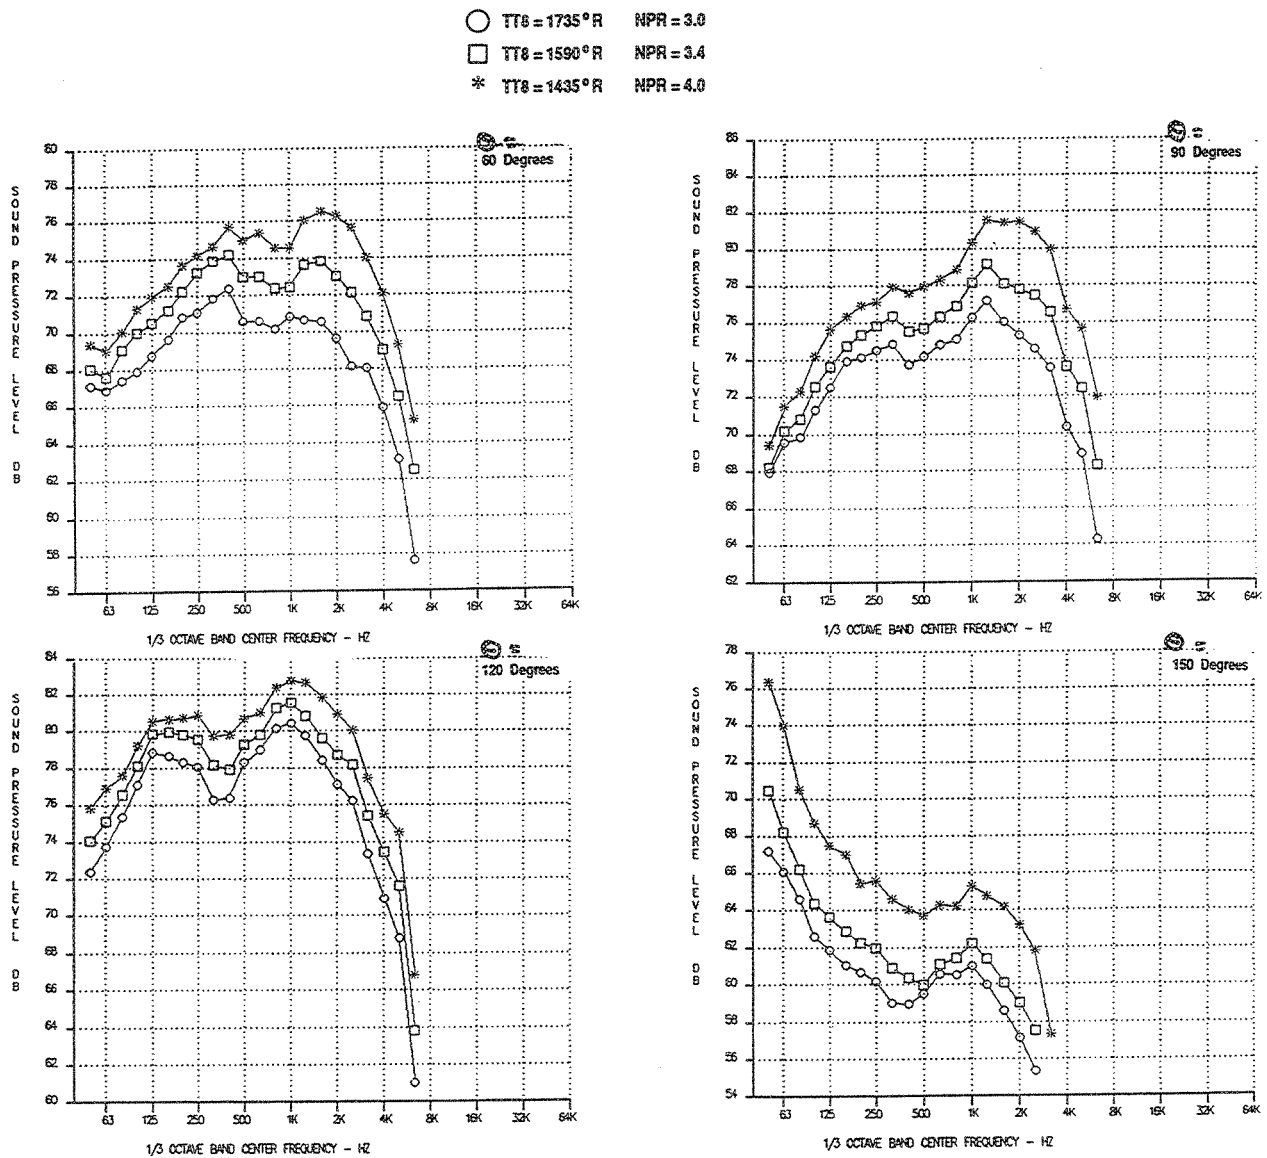 TT8 = 1735°R NPR = 3.0
TT8 = 1590°R NPR = 3.4
TT8 = 1435°R NPR = 4.0
60 Degrees
80
78
76
74
72
70
68
66
64
62
60
58
56
SOUND PRESSURE LEVEL DB
63 125 250 500 1K 2K 4K 8K 16K 32K 64K
1/3 OCTAVE BAND CENTER FREQUENCY - HZ
90 Degrees
86
84
82
80
78
76
74
72
70
68
66
64
62
SOUND PRESSURE LEVEL DB
63 125 250 500 1K 2K 4K 8K 16K 32K 64K
1/3 OCTAVE BAND CENTER FREQUENCY - HZ
120 Degrees
84
82
80
78
76
74
72
70
68
66
64
62
60
SOUND PRESSURE LEVEL DB
63 125 250 500 1K 2K 4K 8K 16K 32K 64K
1/3 OCTAVE BAND CENTER FREQUENCY - HZ
150 Degrees
78
76
74
72
70
68
66
64
62
60
58
56
54
SOUND PRESSURE LEVEL DB
63 125 250 500 1K 2K 4K 8K 16K 32K 64K
1/3 OCTAVE BAND CENTER FREQUENCY - HZ